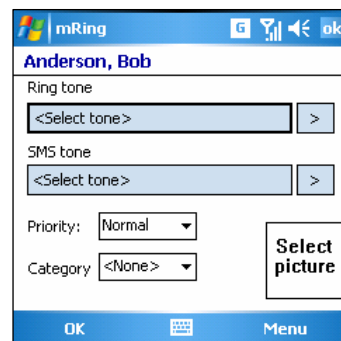 mRing G ok
Anderson, Bob
Ring tone
<Select tone> >
SMS tone
<Select tone> >
Priority: Normal
Category <None>
Select
picture
OK Menu